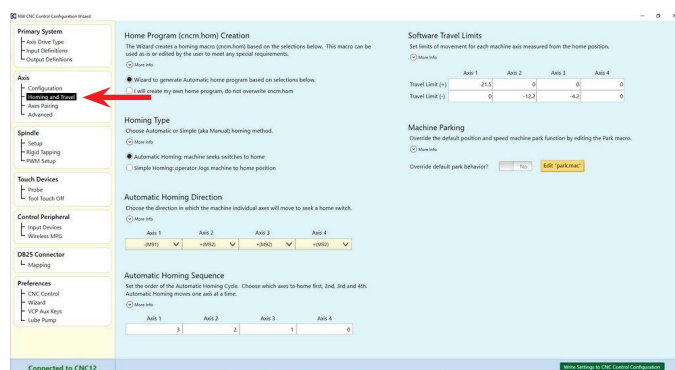 Mill CNC Control Configuration Wizard
Primary System
Axis Drive Type
Input Definitions
Output Definitions
Axis
Configuration
Homing and Travel
Axes Pairing
Advanced
Spindle
Setup
Rigid Tapping
PWM Setup
Touch Devices
Probe
Tool Touch Off
Control Peripheral
Input Devices
Wireless MPG
DB25 Connector
Mapping
Preferences
CNC Control
Wizard
VCP Aux Keys
Lube Pump
Connected to CNC12
Home Program (cncm.hom) Creation
The Wizard creates a homing macro (cncm.hom) based on the selections below. This macro can be
used as-is or edited by the user to meet any special requirements.
More Info
Wizard to generate Automatic home program based on selections below.
I will create my own home program, do not overwrite cncm.hom
Homing Type
Choose Automatic or Simple (aka Manual) homing method.
More Info
Automatic Homing: machine seeks switches to home
Simple Homing: operator Jogs machine to home position
Automatic Homing Direction
Choose the direction in which the machine individual axes will move to seek a home switch.
More Info
Axis 1 Axis 2 Axis 3 Axis 4
-(M91) +(M92) +(M92) +(M92)
Automatic Homing Sequence
Set the order of the Automatic Homing Cycle. Choose which axes to home first, 2nd, 3rd and 4th.
Automatic Homing moves one axis at a time.
More Info
Axis 1 Axis 2 Axis 3 Axis 4
3 2 1 0
Software Travel Limits
Set limits of movement for each machine axis measured from the home position.
More Info
Axis 1 Axis 2 Axis 3 Axis 4
Travel Limit (+) 21.5 0 0 0
Travel Limit (-) 0 -12.2 -4.2 0
Machine Parking
Override the default position and speed machine park function by editing the Park macro.
More Info
Override default park behavior? No Edit "park.mac"
Write Settings to CNC Control Configuration